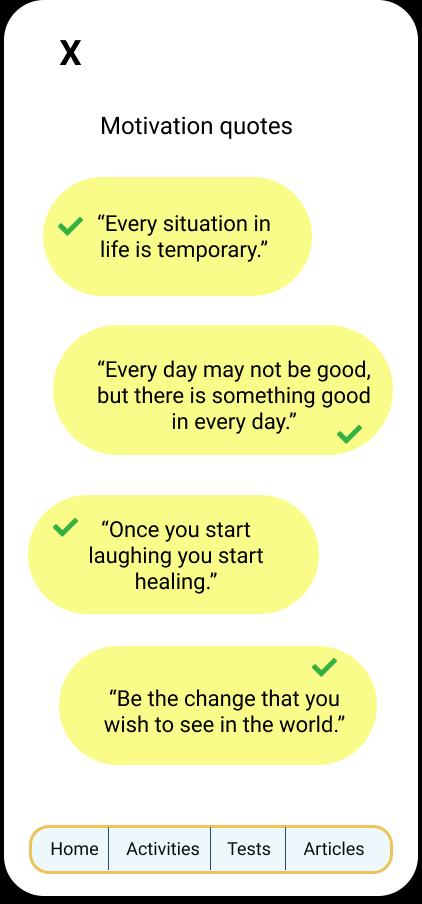 X
Motivation quotes
“Every situation in
life is temporary.”
“Every day may not be good,
but there is something good
in every day.”
“Once you start
laughing you start
healing.”
“Be the change that you
wish to see in the world.”
Home Activities Tests Articles